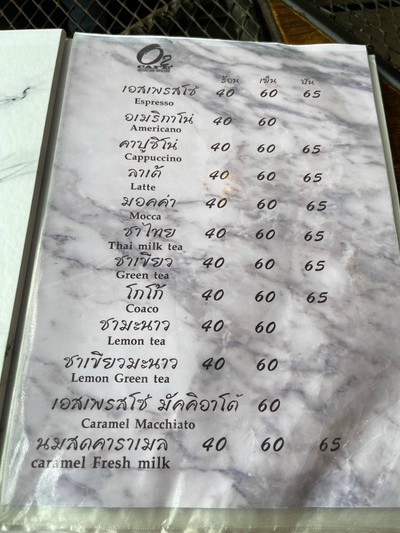 O2
CAFE
ร้อน เย็น ปั่น
เอสเพรสโซ่ 40 60 65
Espresso
อเมริกาโน่ 40 60
Americano
คาปูชิโน่ 40 60 65
Cappuccino
ลาเต้ 40 60 65
Latte
มอคค่า 40 60 65
Mocca
ชาไทย 40 60 65
Thai milk tea
ชาเขียว 40 60 65
Green tea
โกโก้ 40 60 65
Coaco
ชามะนาว 40 60
Lemon tea
ชาเขียวมะนาว 40 60
Lemon Green tea
เอสเพรสโซ่ มัคคิอาโต้ 60
Caramel Macchiato
นมสดคาราเมล 40 60 65
caramel Fresh milk